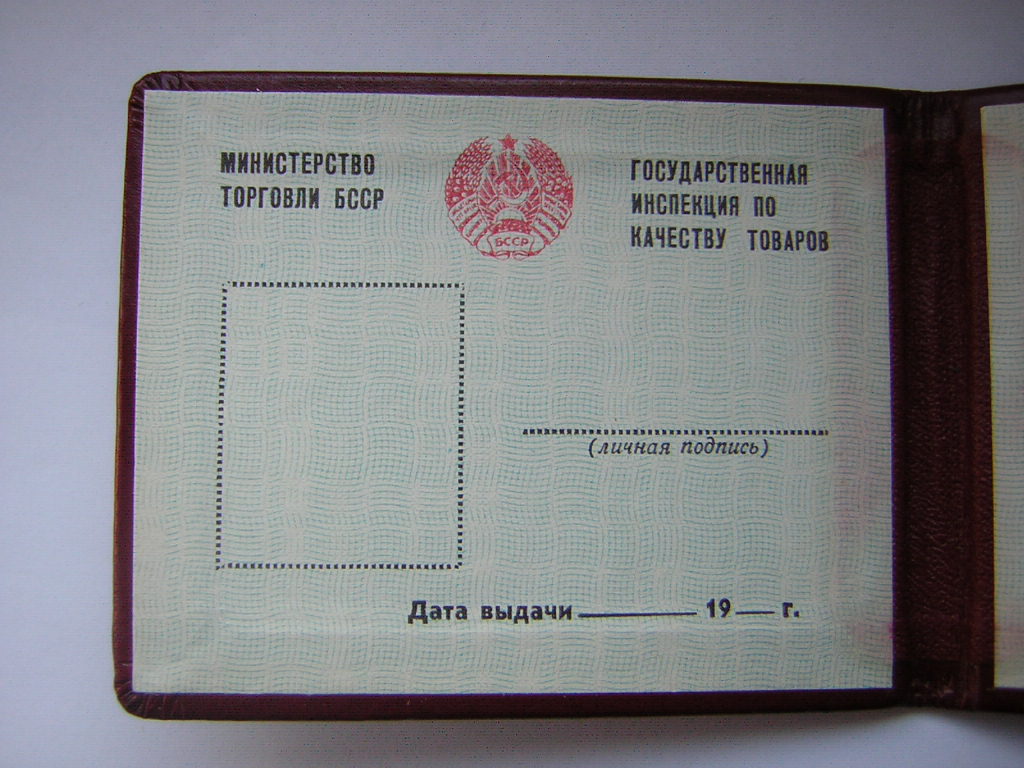 МИНИСТЕРСТВО
ТОРГОВЛИ БССР
БССР
ГОСУДАРСТВЕННАЯ
ИНСПЕКЦИЯ ПО
КАЧЕСТВУ ТОВАРОВ
(личная подпись)
Дата выдачи 19 г.